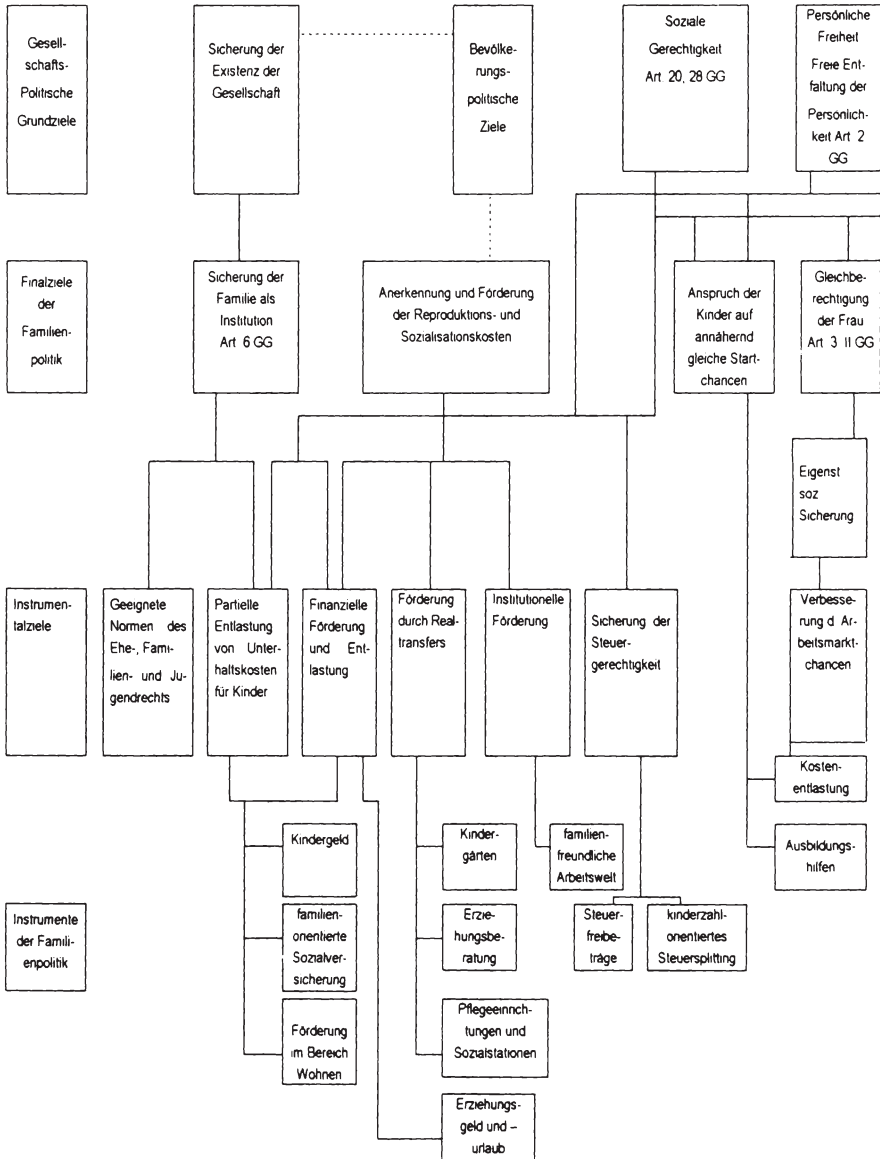 Gesell-
schafts-
Politische
Grundziele
Sicherung der
Existenz der
Gesellschaft
Bevölke-
rungs-
politische
Ziele
Soziale
Gerechtigkeit
Art 20, 28 GG
Persönliche
Freiheit
Freie Ent-
faltung der
Persönlich-
keit Art 2
GG
Finalziele
der
Familien-
politik
Sicherung der
Familie als
Institution
Art 6 GG
Anerkennung und Förderung
der Reproduktions- und
Sozialisationskosten
Anspruch der
Kinder auf
annähernd
gleiche Start-
chancen
Gleichbe-
rechtigung
der Frau
Art 3 II GG
Eigenst
soz
Sicherung
Instrumen-
talziele
Geeignete
Normen des
Ehe-, Fami-
lien- und Ju-
gendrechts
Partielle
Entlastung
von Unter-
haltskosten
für Kinder
Finanzielle
Förderung
und Ent-
lastung
Förderung
durch Real-
transfers
Institutionelle
Förderung
Sicherung der
Steuer-
gerechtigkeit
Verbesse-
rung d Ar-
beitsmarkt-
chancen
Kosten-
entlastung
Ausbildungs-
hilfen
Instrumente
der Famili-
enpolitik
Kindergeld
familien-
orientierte
Sozialver-
sicherung
Förderung
im Bereich
Wohnen
Kinder-
gärten
Erzie-
hungsbe-
ratung
Pflegeeinrich-
tungen und
Sozialstationen
Erziehungs-
geld und –
urlaub
familien-
freundliche
Arbeitswelt
Steuer-
freibe-
träge
kinderzahl-
orientiertes
Steuersplitting